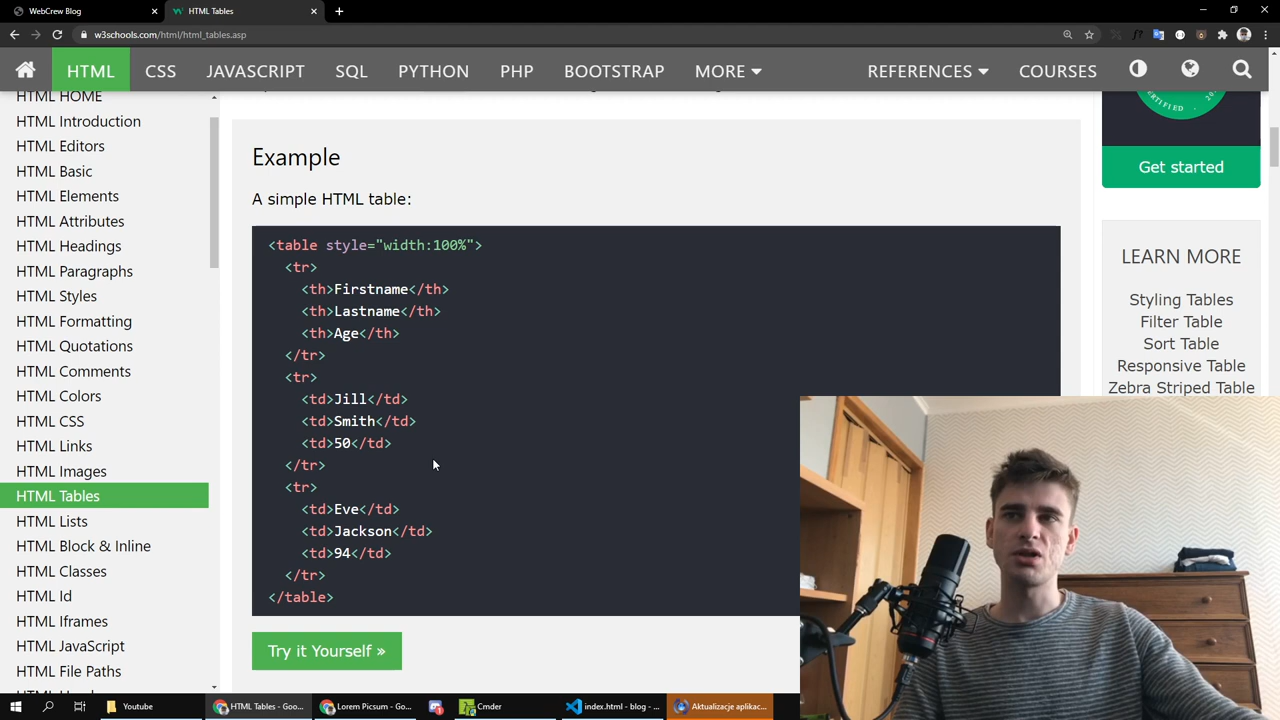 WebCrew Blog
HTML Tables
w3schools.com/html/html_tables.asp
HTML
CSS
JAVASCRIPT
SQL
PYTHON
PHP
BOOTSTRAP
MORE
REFERENCES
COURSES
HTML HOME
HTML Introduction
HTML Editors
HTML Basic
HTML Elements
HTML Attributes
HTML Headings
HTML Paragraphs
HTML Styles
HTML Formatting
HTML Quotations
HTML Comments
HTML Colors
HTML CSS
HTML Links
HTML Images
HTML Tables
HTML Lists
HTML Block & Inline
HTML Classes
HTML Id
HTML Iframes
HTML JavaScript
HTML File Paths
Example
A simple HTML table:
<table style="width:100%">
<tr>
<th>Firstname</th>
<th>Lastname</th>
<th>Age</th>
</tr>
<tr>
<td>Jill</td>
<td>Smith</td>
<td>50</td>
</tr>
<tr>
<td>Eve</td>
<td>Jackson</td>
<td>94</td>
</tr>
</table>
Try it Yourself »
Get started
LEARN MORE
Styling Tables
Filter Table
Sort Table
Responsive Table
Zebra Striped Table
Youtube
HTML Tables - Goo...
Lorem Picsum - Go...
Cmder
index.html - blog - ...
Aktualizacje aplikac...